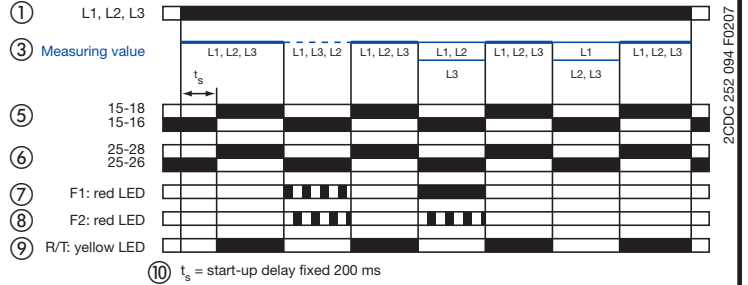 ① L1, L2, L3
③ Measuring value
L1, L2, L3 L1, L3, L2 L1, L2, L3 L1, L2 L1, L2, L3 L1 L1, L2, L3
L3 L2, L3
ts
⑤ 15-18
15-16
⑥ 25-28
25-26
⑦ F1: red LED
⑧ F2: red LED
⑨ R/T: yellow LED
⑩ ts = start-up delay fixed 200 ms
2CDC 252 094 F0207